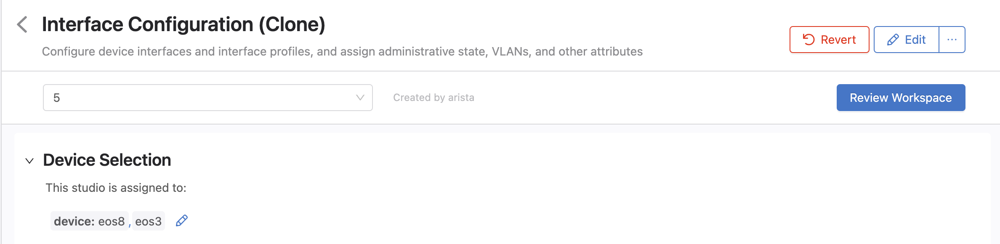 Interface Configuration (Clone)
Configure device interfaces and interface profiles, and assign administrative state, VLANs, and other attributes
Revert
Edit
···
5
Created by arista
Review Workspace
Device Selection
This studio is assigned to:
device: eos8 , eos3